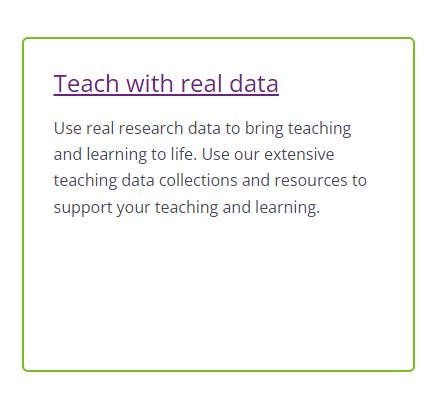 Teach with real data
Use real research data to bring teaching
and learning to life. Use our extensive
teaching data collections and resources to
support your teaching and learning.